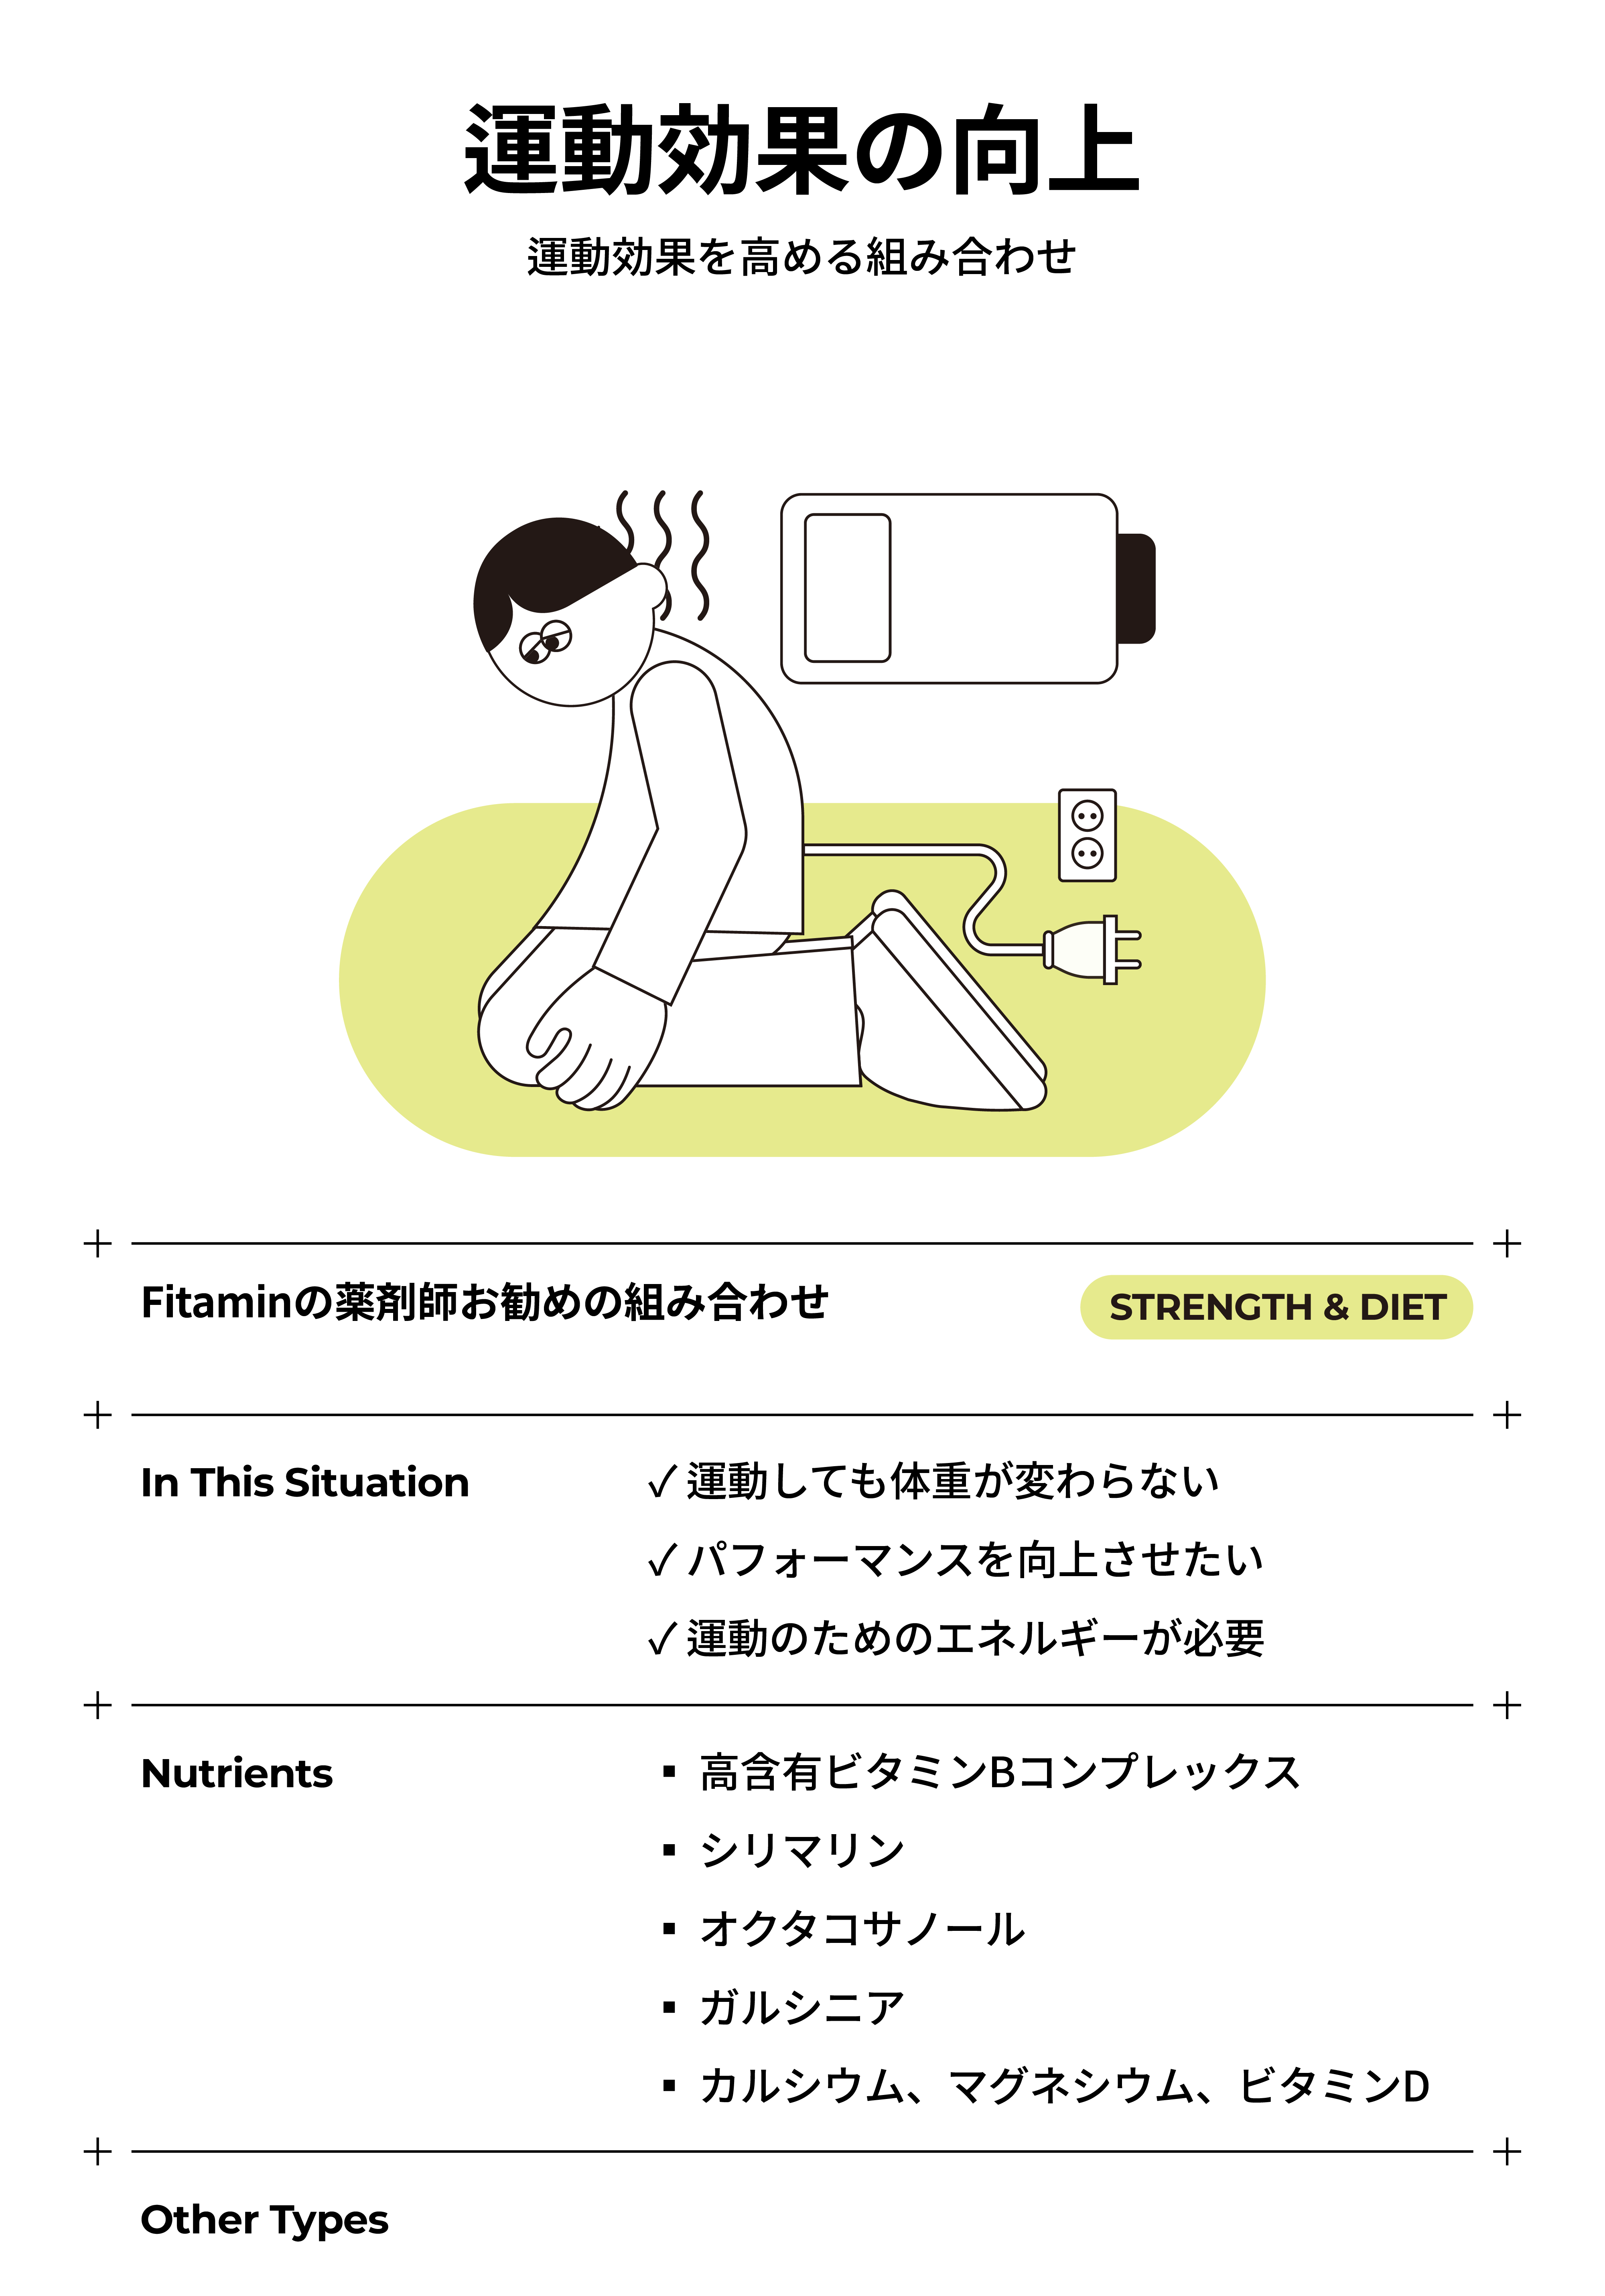 運動効果の向上
運動効果を高める組み合わせ
Fitaminの薬剤師お勧めの組み合わせ
STRENGTH & DIET
In This Situation
✓ 運動しても体重が変わらない
✓ パフォーマンスを向上させたい
✓ 運動のためのエネルギーが必要
Nutrients
▪ 高含有ビタミンBコンプレックス
▪ シリマリン
▪ オクタコサノール
▪ ガルシニア
▪ カルシウム、マグネシウム、ビタミンD
Other Types